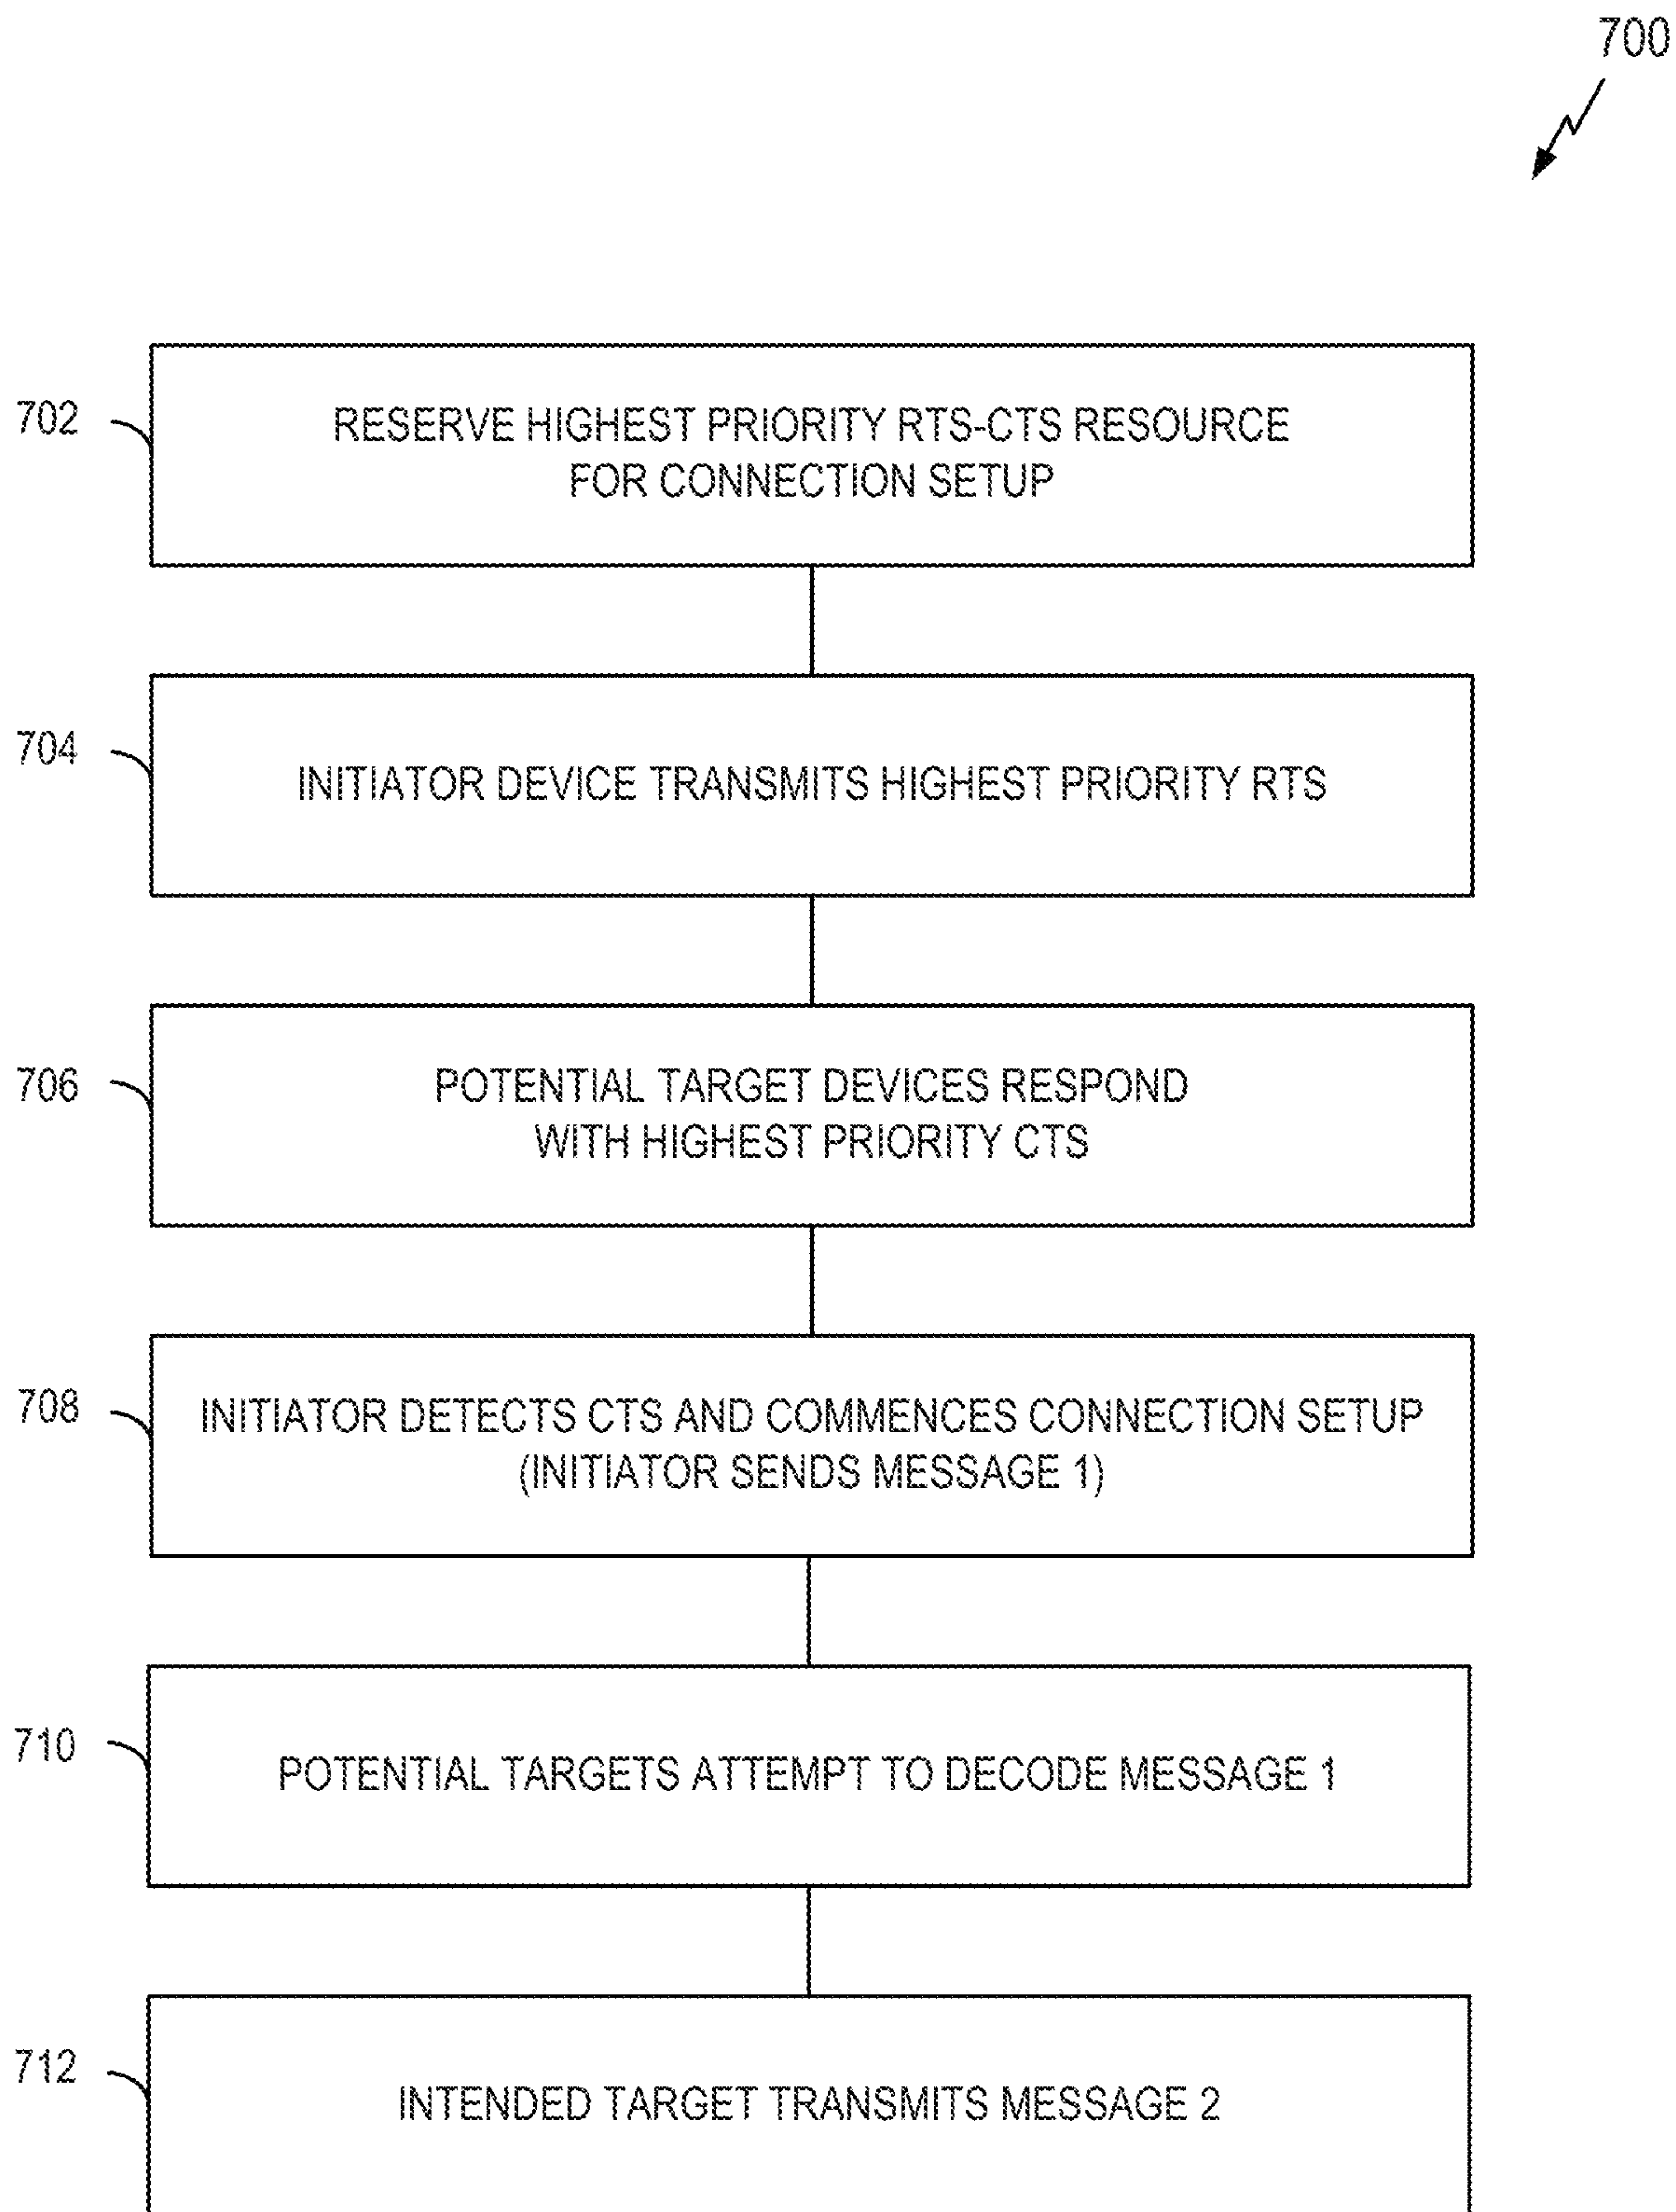 700
702
RESERVE HIGHEST PRIORITY RTS-CTS RESOURCE
FOR CONNECTION SETUP
704
INITIATOR DEVICE TRANSMITS HIGHEST PRIORITY RTS
706
POTENTIAL TARGET DEVICES RESPOND
WITH HIGHEST PRIORITY CTS
708
INITIATOR DETECTS CTS AND COMMENCES CONNECTION SETUP
(INITIATOR SENDS MESSAGE 1)
710
POTENTIAL TARGETS ATTEMPT TO DECODE MESSAGE 1
712
INTENDED TARGET TRANSMITS MESSAGE 2